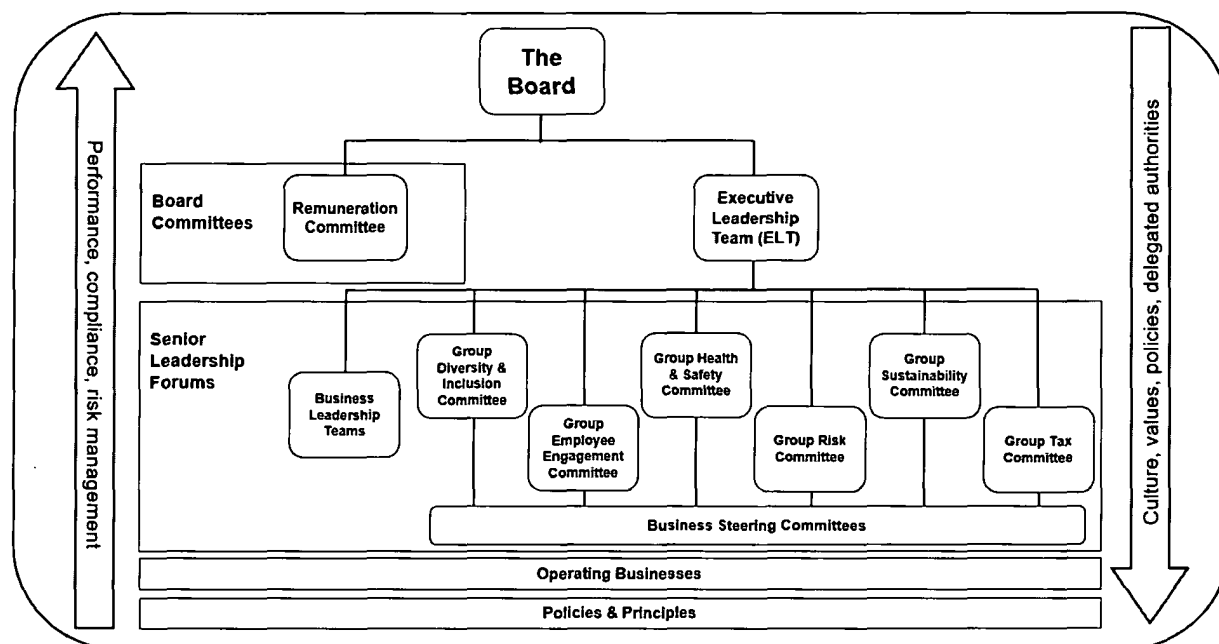 The
Board
Performance, compliance, risk management
Culture, values, policies, delegated authorities
Board
Committees
Remuneration
Committee
Executive
Leadership
Team (ELT)
Senior
Leadership
Forums
Business
Leadership
Teams
Group
Diversity &
Inclusion
Committee
Group
Employee
Engagement
Committee
Group Health
& Safety
Committee
Group Risk
Committee
Group
Sustainability
Committee
Group Tax
Committee
Business Steering Committees
Operating Businesses
Policies & Principles